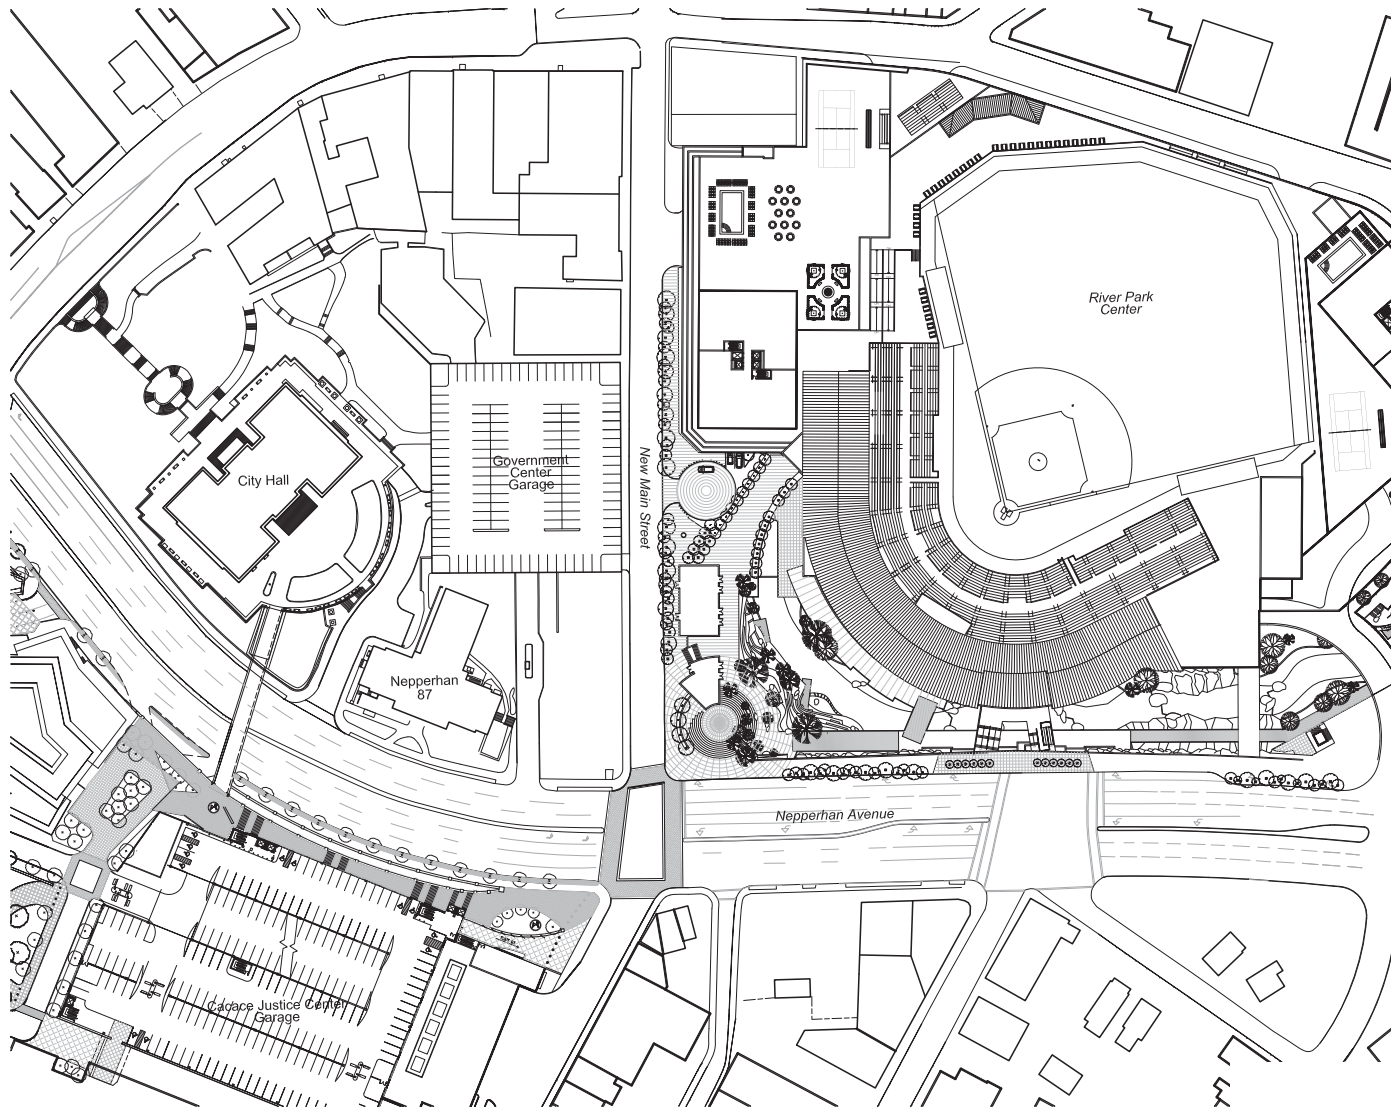 River Park
Center
City Hall
Government
Center
Garage
New Main Street
Nepperhan
87
Nepperhan Avenue
Cacace Justice Center
Garage